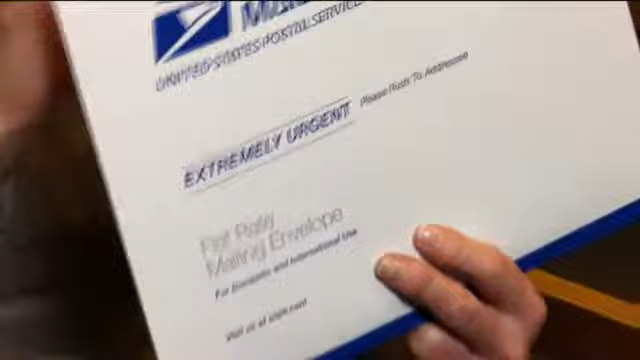 MAIL
UNITED STATES POSTAL SERVICE
EXTREMELY URGENT Please Rush To Addressee
Flat Rate
Mailing Envelope
For Domestic and International Use
Visit us at usps.com